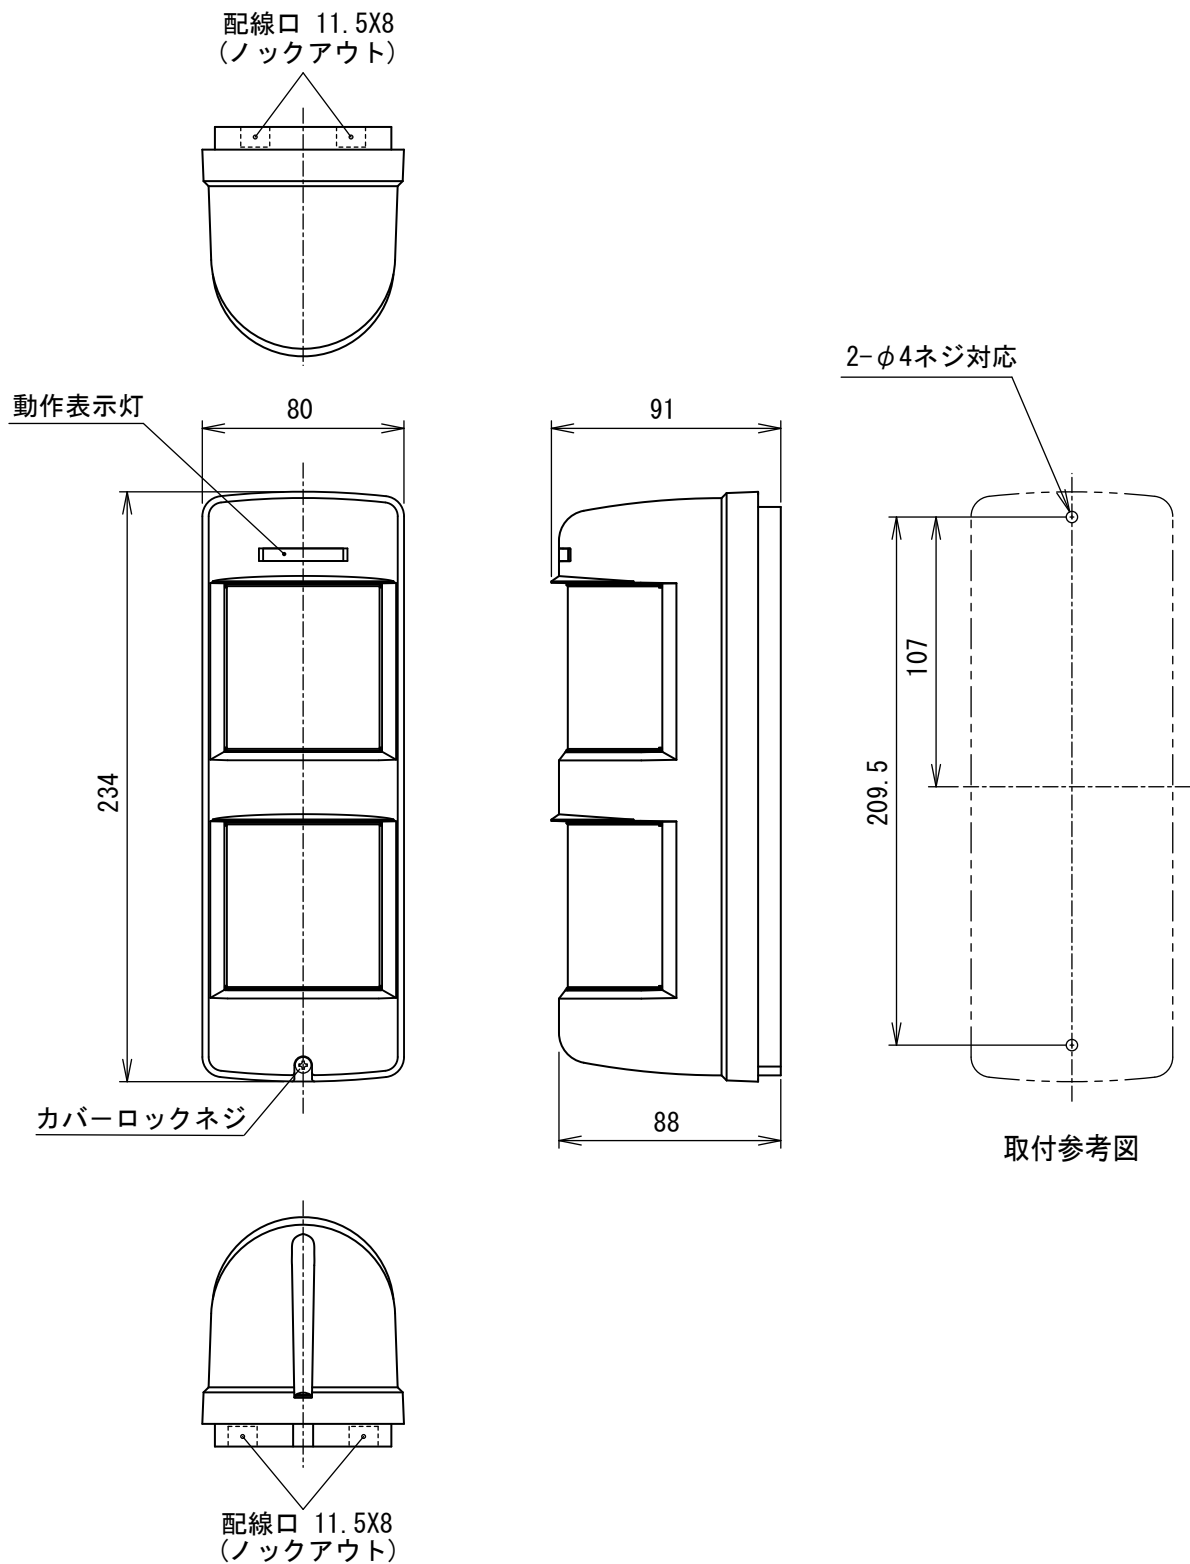 配線口 11.5X8
(ノックアウト)
2-φ4ネジ対応
動作表示灯
80
91
107
234
209.5
カバーロックネジ
88
取付参考図
配線口 11.5X8
(ノックアウト)